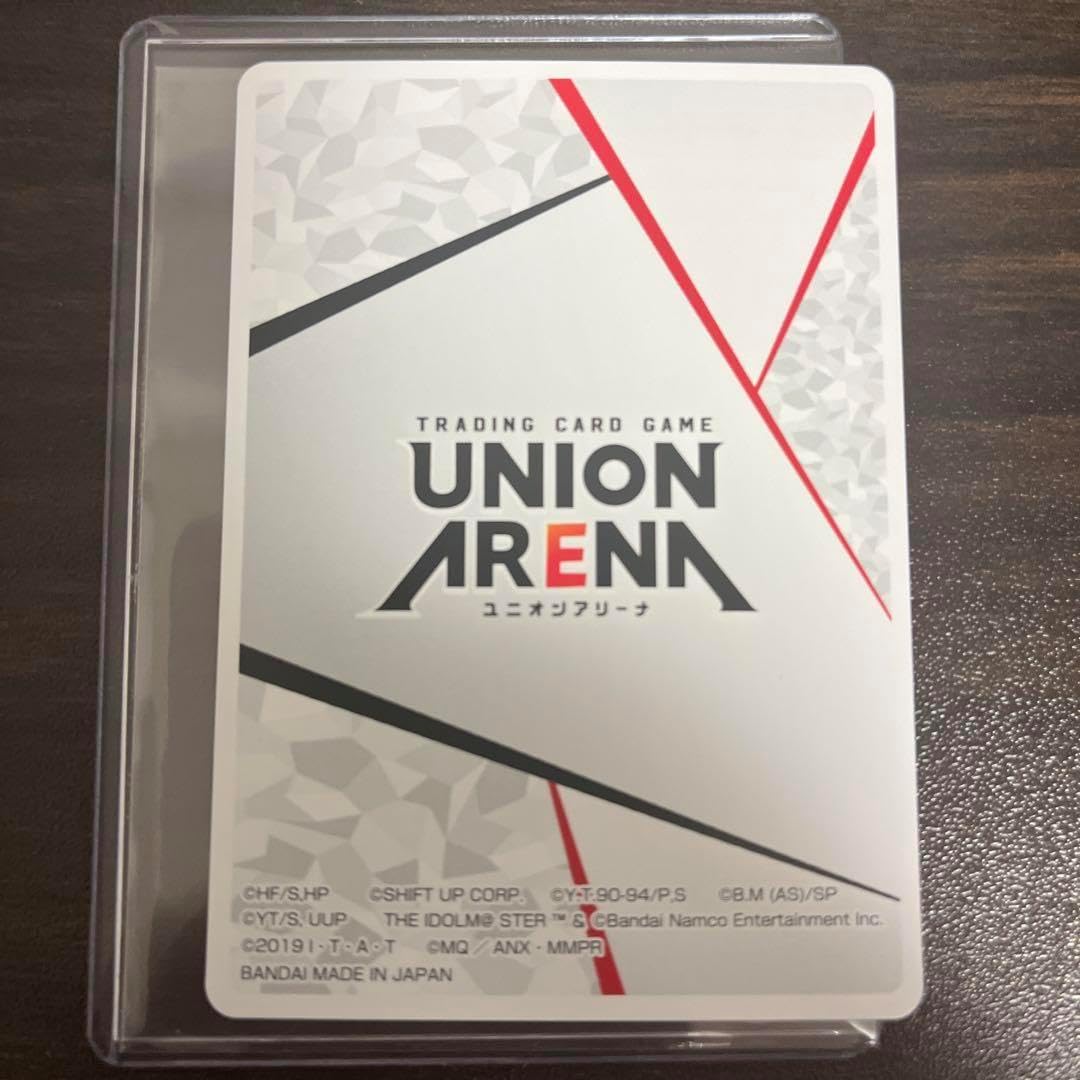 TRADING CARD GAME
UNION
ARENA
ユニオンアリーナ
©HF/S,HP ©SHIFT UP CORP. ©Y.T.90-94/P,S ©B.M (AS)/SP
©YT/S, UUP THE IDOLM@STER™ & ©Bandai Namco Entertainment Inc.
©2019 I・T・A・T ©MQ／ANX・MMPR
BANDAI MADE IN JAPAN